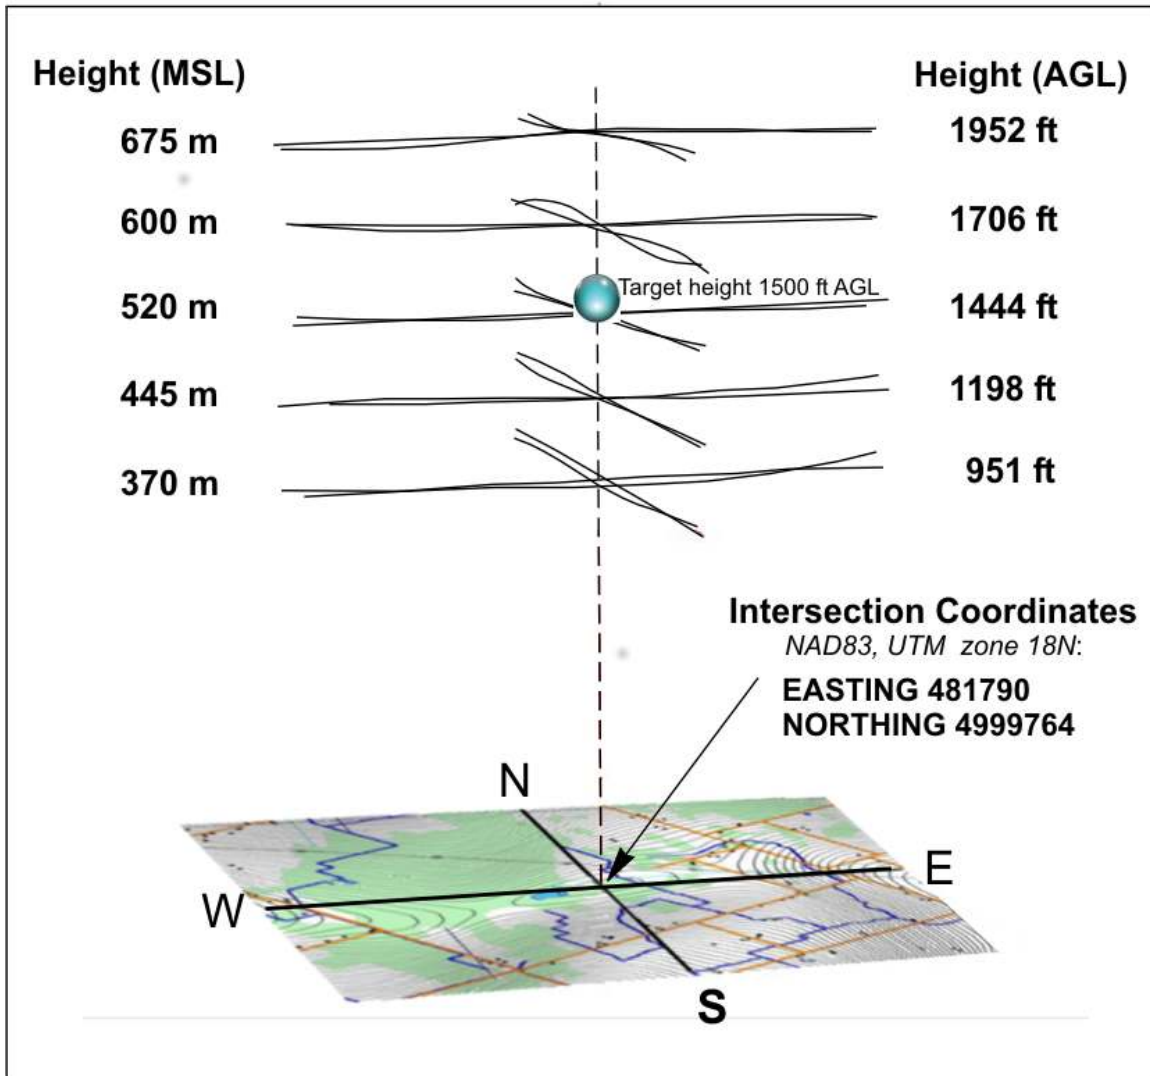 Height (MSL)
Height (AGL)
675 m
1952 ft
600 m
1706 ft
Target height 1500 ft AGL
520 m
1444 ft
445 m
1198 ft
370 m
951 ft
Intersection Coordinates
NAD83, UTM zone 18N:
EASTING 481790
NORTHING 4999764
N
E
W
S